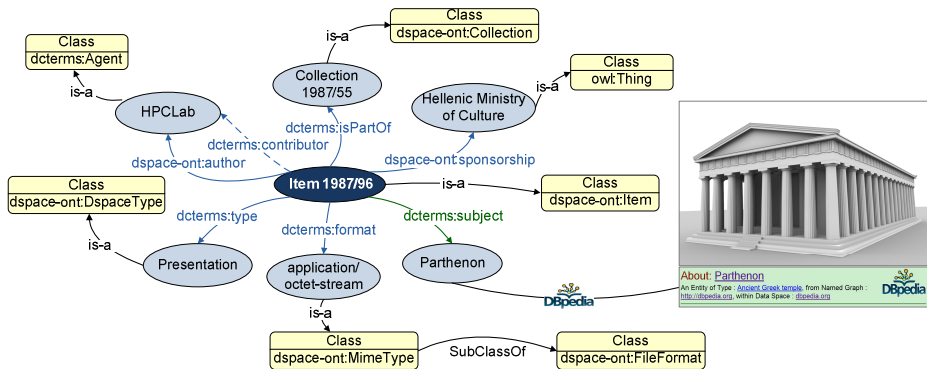 Class
dspace-ont:Collection
is-a
Class
dcterms:Agent
is-a
Collection
1987/55
HPCLab
Hellenic Ministry
of Culture
is-a
Class
owl:Thing
dcterms:isPartOf
dcterms:contributor
dspace-ont:author
dspace-ont:sponsorship
Item 1987/96
is-a
Class
dspace-ont:Item
Class
dspace-ont:DspaceType
is-a
dcterms:type
dcterms:format
dcterms:subject
Presentation
application/
octet-stream
Parthenon
DBpedia
About: Parthenon
An Entity of Type : Ancient Greek temple, from Named Graph :
http://dbpedia.org, within Data Space : dbpedia.org
DBpedia
is-a
Class
dspace-ont:MimeType
SubClassOf
Class
dspace-ont:FileFormat